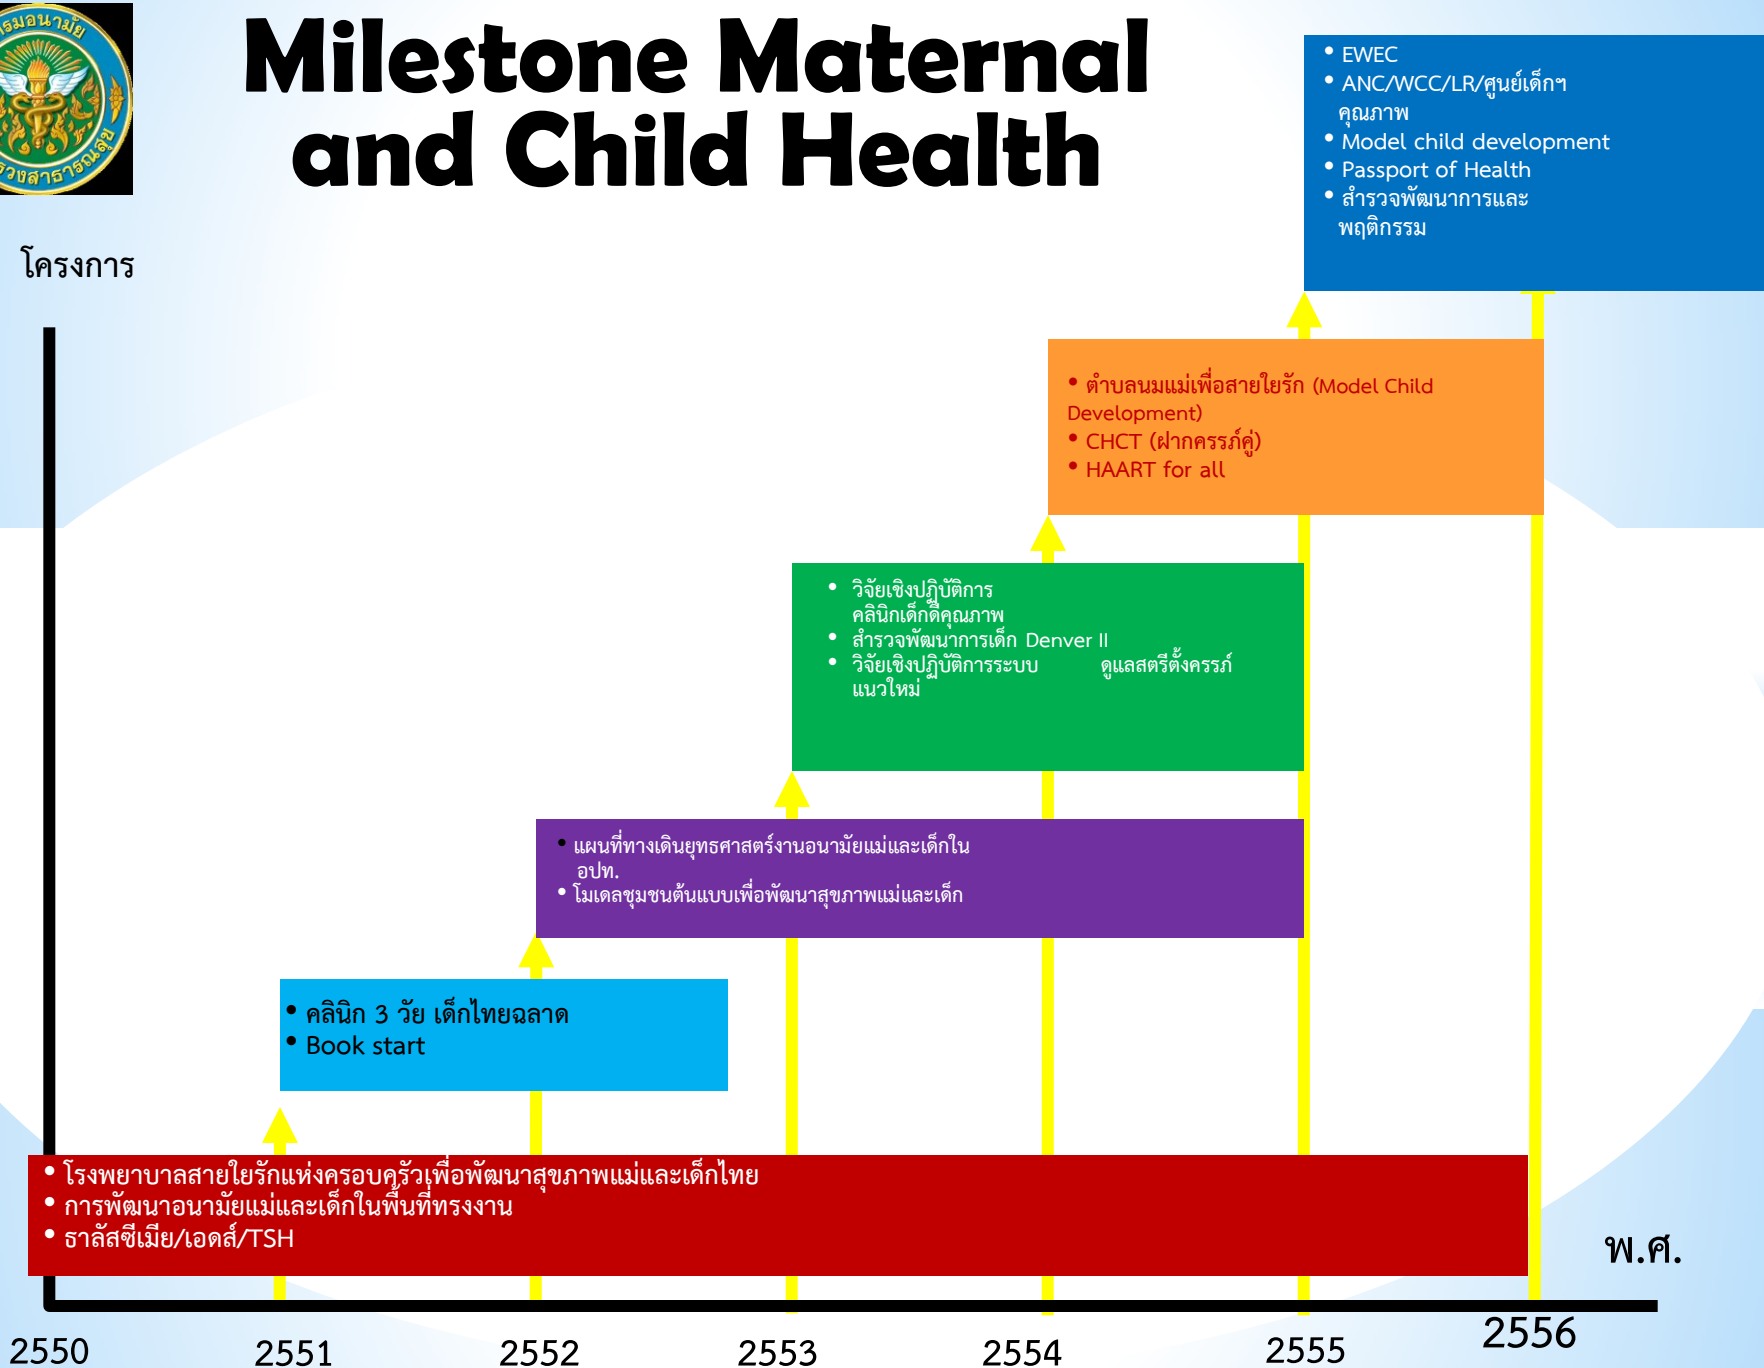 กรมอนามัย
Milestone Maternal
and Child Health
• EWEC
• ANC/WCC/LR/ศูนย์เด็กฯ
คุณภาพ
• Model child development
• Passport of Health
• สำรวจพัฒนาการและ
พฤติกรรม
โครงการ
• ตำบลนมแม่เพื่อสายใยรัก (Model Child
Development)
• CHCT (ฝากครรภ์คู่)
• HAART for all
• วิจัยเชิงปฏิบัติการ
คลินิกเด็กดีคุณภาพ
• สำรวจพัฒนาการเด็ก Denver II
• วิจัยเชิงปฏิบัติการระบบ ดูแลสตรีตั้งครรภ์
แนวใหม่
• แผนที่ทางเดินยุทธศาสตร์งานอนามัยแม่และเด็กใน
อปท.
• โมเดลชุมชนต้นแบบเพื่อพัฒนาสุขภาพแม่และเด็ก
• คลินิก 3 วัย เด็กไทยฉลาด
• Book start
• โรงพยาบาลสายใยรักแห่งครอบครัวเพื่อพัฒนาสุขภาพแม่และเด็กไทย
• การพัฒนาอนามัยแม่และเด็กในพื้นที่ทรงงาน
• ธาลัสซีเมีย/เอดส์/TSH
พ.ศ.
2550 2551 2552 2553 2554 2555 2556